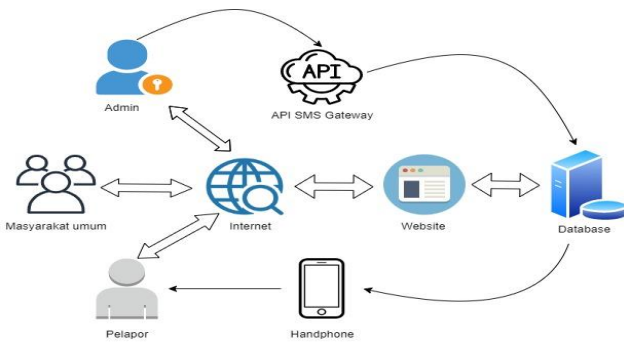 API
Admin
API SMS Gateway
Masyarakat umum
Internet
Website
Database
Pelapor
Handphone